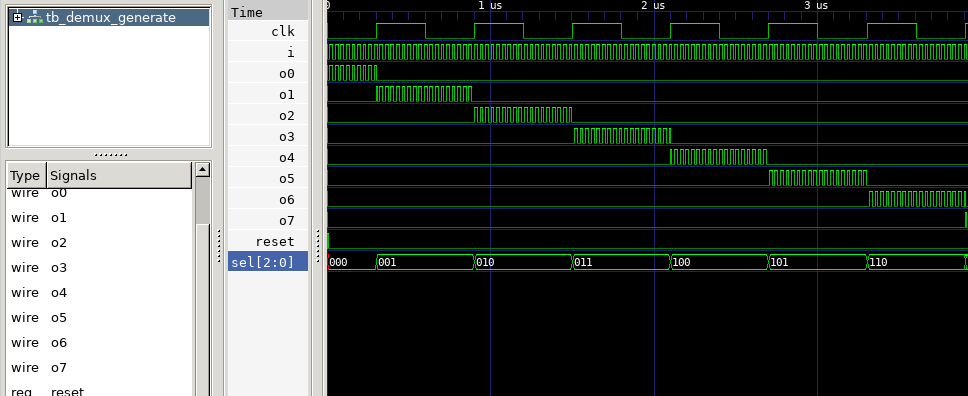 tb_demux_generate
Type Signals
wire o0
wire o1
wire o2
wire o3
wire o4
wire o5
wire o6
wire o7
reg reset
Time
clk
i
o0
o1
o2
o3
o4
o5
o6
o7
reset
sel[2:0]
0 1 us 2 us 3 us
000 001 010 011 100 101 110